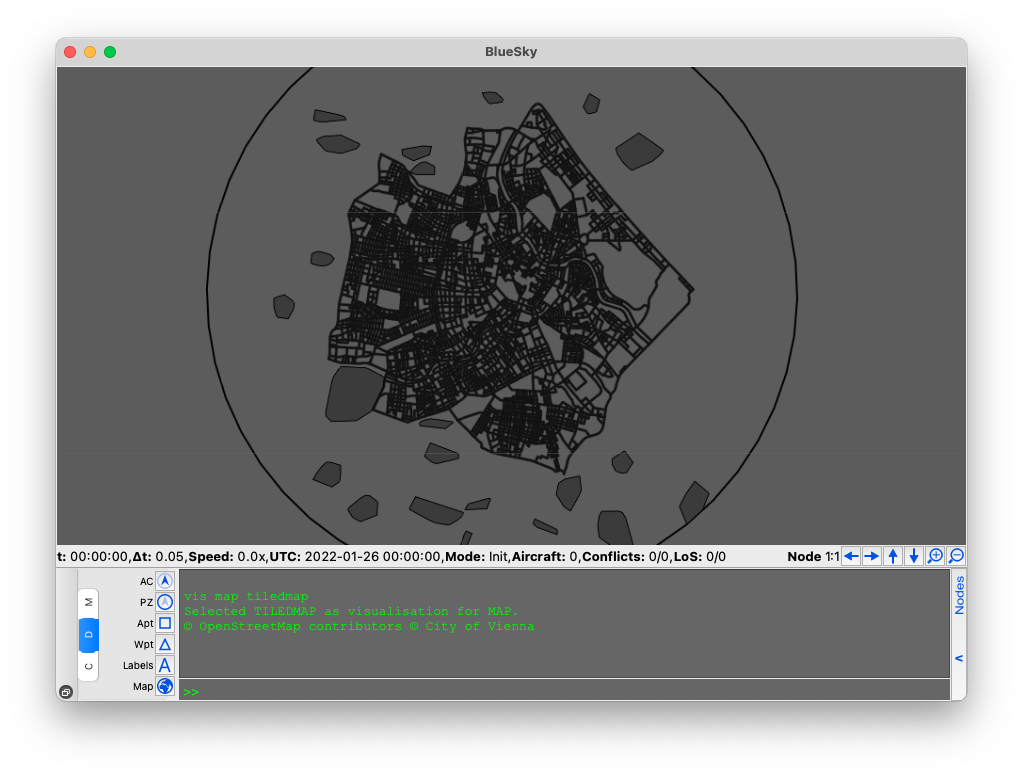 BlueSky
t: 00:00:00,Δt: 0.05,Speed: 0.0x,UTC: 2022-01-26 00:00:00,Mode: Init,Aircraft: 0,Conflicts: 0/0,LoS: 0/0 Node 1:1
AC
PZ
Apt
Wpt
Labels
Map
M
D
C
vis map tiledmap
Selected TILEDMAP as visualisation for MAP.
© OpenStreetMap contributors © City of Vienna
>>
Nodes
<